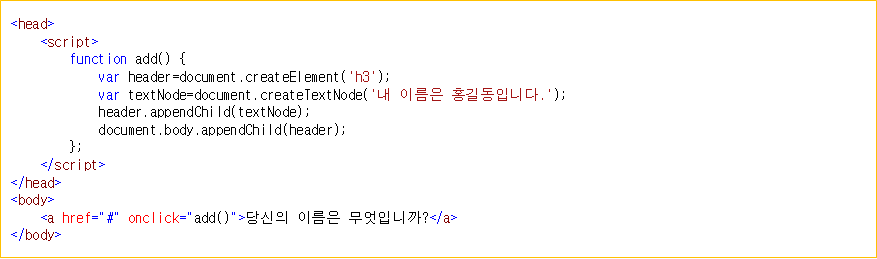 <head>
    <script>
        function add() {
            var header=document.createElement('h3');
            var textNode=document.createTextNode('내 이름은 홍길동입니다.');
            header.appendChild(textNode);
            document.body.appendChild(header);
        };
    </script>
</head>
<body>
    <a href="#" onclick="add()">당신의 이름은 무엇입니까?</a>
</body>